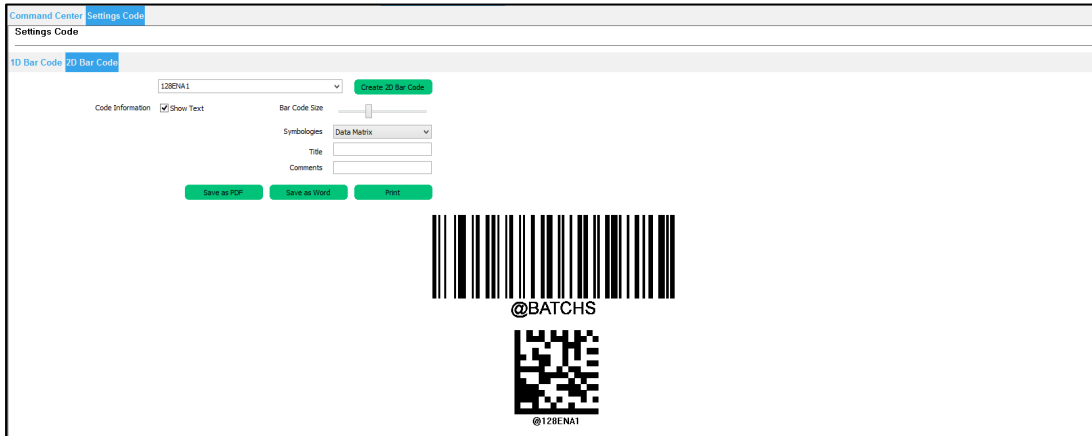 Command Center Settings Code
Settings Code
1D Bar Code 2D Bar Code
128ENA1 Create 2D Bar Code
Code Information Show Text Bar Code Size
Symbologies Data Matrix
Title
Comments
Save as PDF Save as Word Print
@BATCHS
@128ENA1